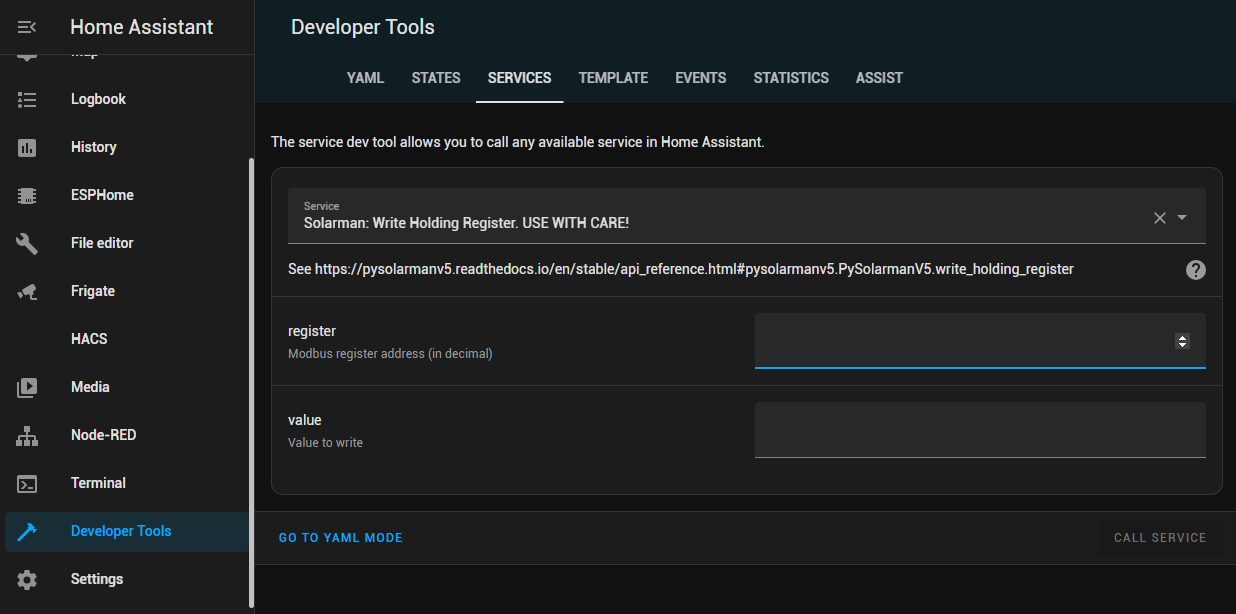 Home Assistant
Developer Tools
YAML
STATES
SERVICES
TEMPLATE
EVENTS
STATISTICS
ASSIST
Map
Logbook
History
ESPHome
File editor
Frigate
HACS
Media
Node-RED
Terminal
Developer Tools
Settings
The service dev tool allows you to call any available service in Home Assistant.
Service
Solarman: Write Holding Register. USE WITH CARE!
See https://pysolarmanv5.readthedocs.io/en/stable/api_reference.html#pysolarmanv5.PySolarmanV5.write_holding_register
register
Modbus register address (in decimal)
value
Value to write
GO TO YAML MODE
CALL SERVICE